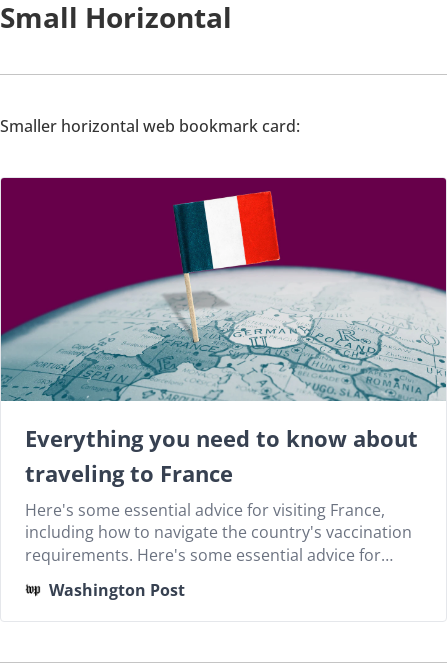 Small Horizontal
Smaller horizontal web bookmark card:
GERMANY
FRANCE
SPAIN
ROMANIA
Everything you need to know about
traveling to France
Here's some essential advice for visiting France,
including how to navigate the country's vaccination
requirements. Here's some essential advice for...
wp Washington Post